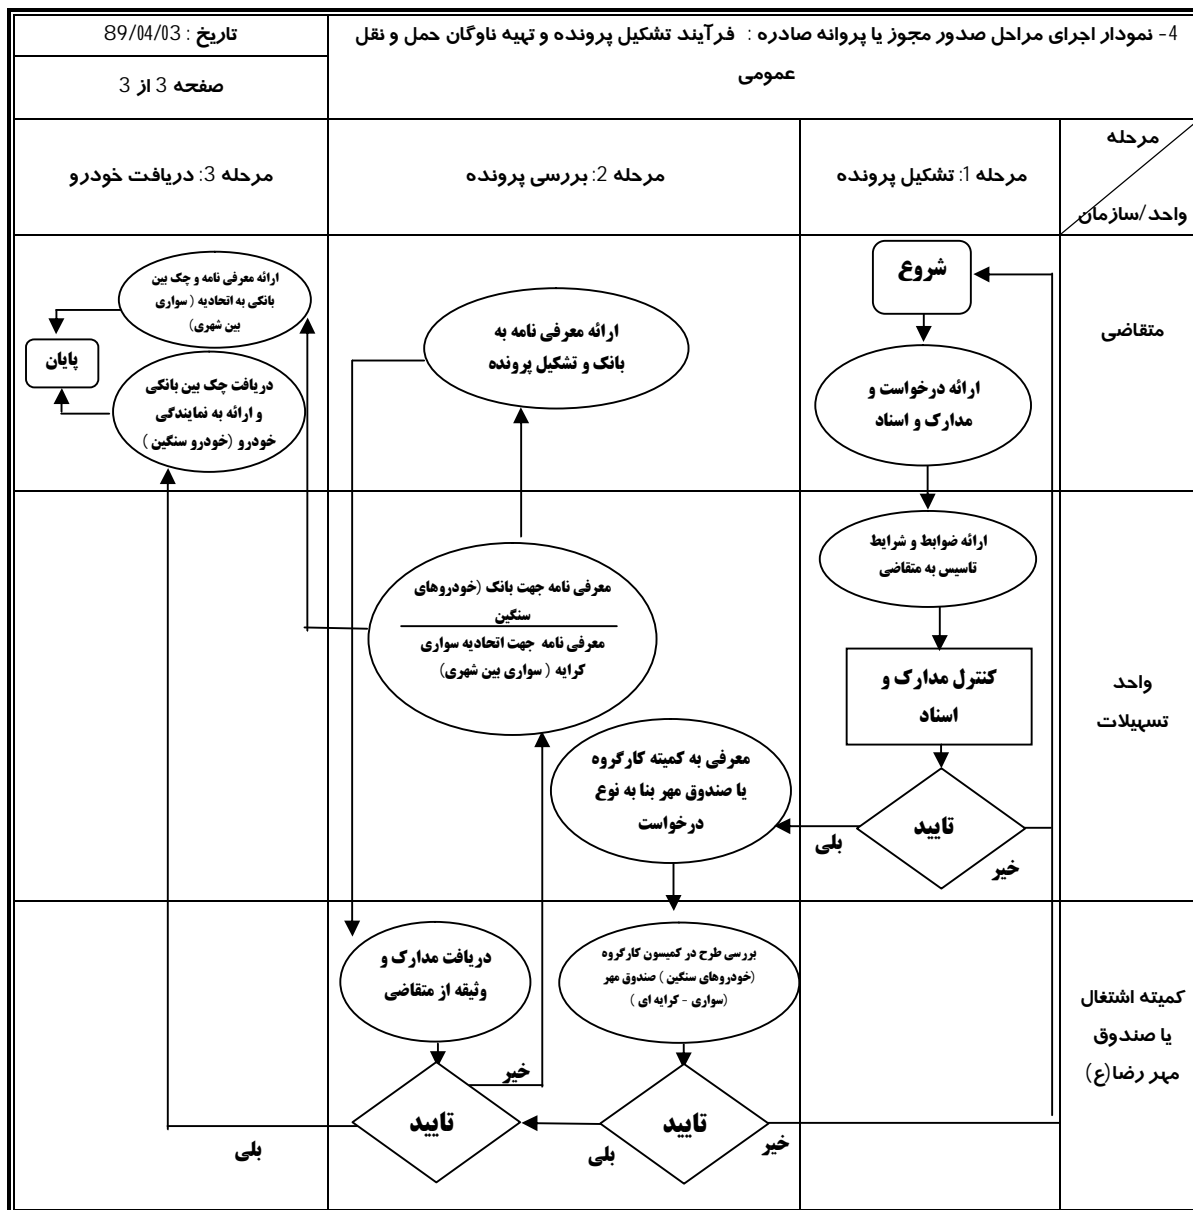 4- نمودار اجرای مراحل صدور مجوز یا پروانه صادره : فرآیند تشکیل پرونده و تهیه ناوگان حمل و نقل
عمومی
تاریخ : 89/04/03
صفحه 3 از 3
مرحله
واحد/سازمان
مرحله 1: تشکیل پرونده
مرحله 2: بررسی پرونده
مرحله 3: دریافت خودرو
متقاضی
شروع
ارائه درخواست و
مدارک و اسناد
ارائه معرفی نامه به
بانک و تشکیل پرونده
ارائه معرفی نامه و چک بین
بانکی به اتحادیه ( سواری
بین شهری)
پایان
دریافت چک بین بانکی
و ارائه به نمایندگی
خودرو (خودرو سنگین )
واحد
تسهیلات
ارائه ضوابط و شرایط
تاسیس به متقاضی
کنترل مدارک و
اسناد
تایید
بلی
خیر
معرفی نامه جهت بانک (خودروهای
سنگین
معرفی نامه جهت اتحادیه سواری
کرایه ( سواری بین شهری)
معرفی به کمیته کارگروه
یا صندوق مهر بنا به نوع
درخواست
کمیته اشتغال
یا صندوق
مهر رضا(ع)
بررسی طرح در کمیسون کارگروه
(خودروهای سنگین ) صندوق مهر
(سواری - کرایه ای )
تایید
خیر
بلی
دریافت مدارک و
وثیقه از متقاضی
تایید
خیر
بلی